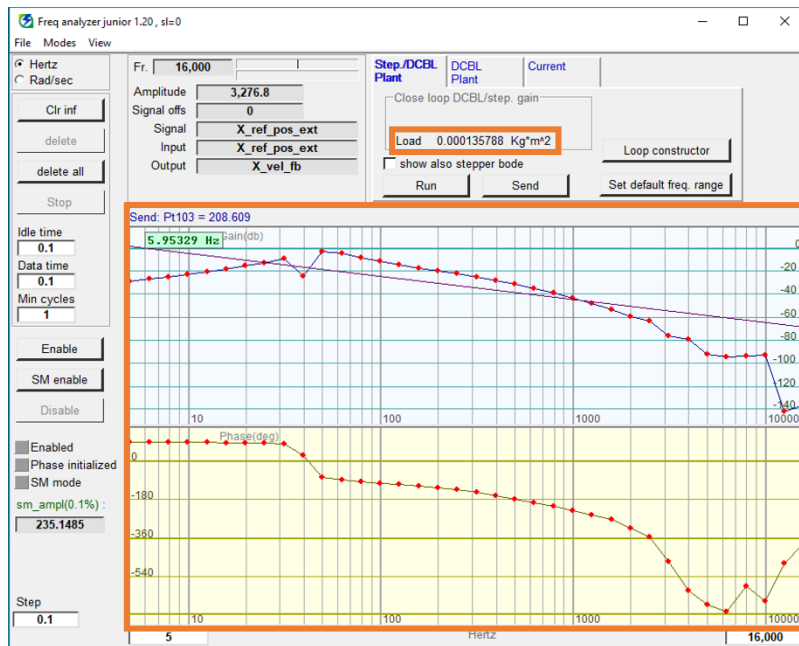 Freq analyzer junior 1.20 , sl=0
File Modes View
Hertz
Rad/sec
Clr inf
delete
delete all
Stop
Idle time
0.1
Data time
0.1
Min cycles
1
Enable
SM enable
Disable
Enabled
Phase initialized
SM mode
sm_ampl(0.1%) :
235.1485
Step
0.1
Fr. 16,000
Amplitude 3,276.8
Signal offs 0
Signal X_ref_pos_ext
Input X_ref_pos_ext
Output X_vel_fb
Step./DCBL Plant
DCBL Plant
Current
Close loop DCBL/step. gain
Load 0.000135788 Kg*m^2
show also stepper bode
Run
Send
Loop constructor
Set default freq. range
Send: Pt103 = 208.609
5.95329 Hz
Gain(db)
0
-20
-40
-60
-80
-100
-120
-140
10 100 1000 10000
Phase(deg)
0
-180
-360
-540
10 100 1000 10000
5 Hertz 16,000